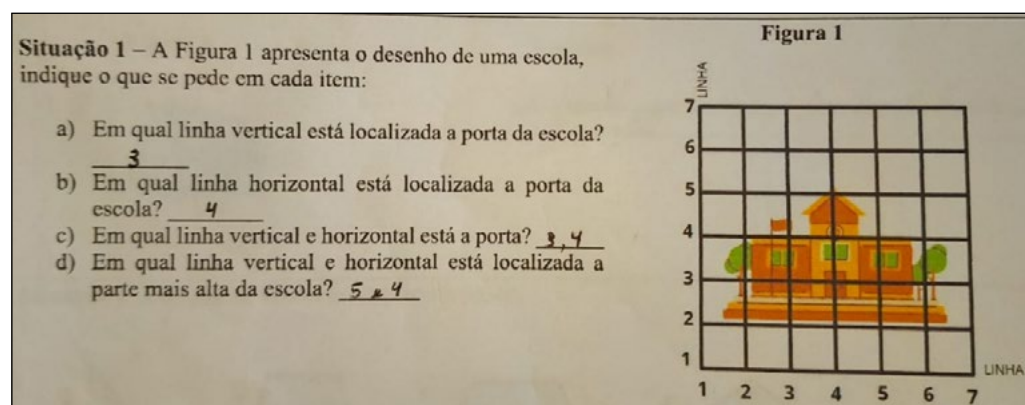 Situação 1 – A Figura 1 apresenta o desenho de uma escola,
indique o que se pede em cada item:
a) Em qual linha vertical está localizada a porta da escola?
3
b) Em qual linha horizontal está localizada a porta da
escola? 4
c) Em qual linha vertical e horizontal está a porta? 3,4
d) Em qual linha vertical e horizontal está localizada a
parte mais alta da escola? 5 e 4
Figura 1
LINHA
7
6
5
4
3
2
1
1 2 3 4 5 6 7
LINHA